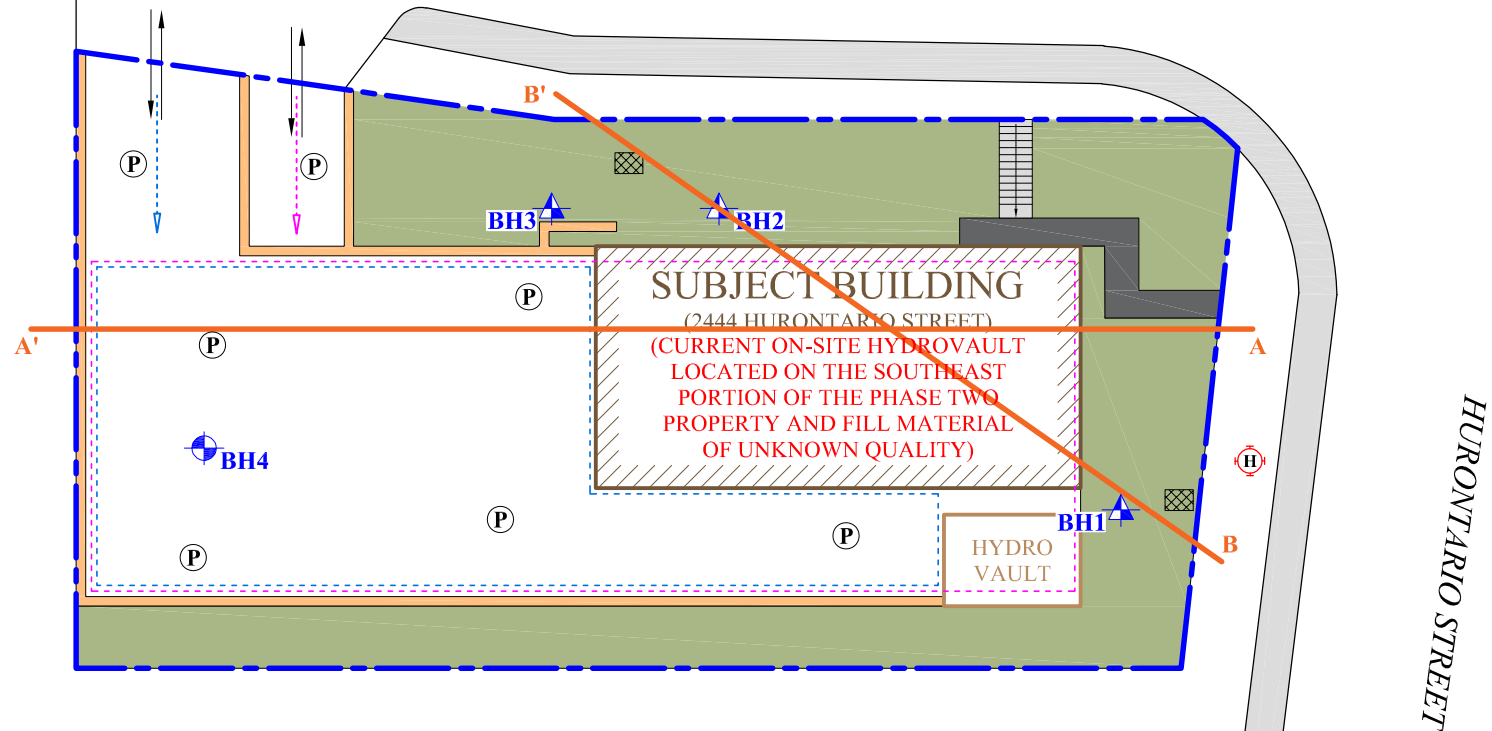 B'
P
P
BH3
BH2
P
SUBJECT BUILDING
(2444 HURONTARIO STREET)
(CURRENT ON-SITE HYDROVAULT
LOCATED ON THE SOUTHEAST
PORTION OF THE PHASE TWO
PROPERTY AND FILL MATERIAL
OF UNKNOWN QUALITY)
A'
P
A
BH4
H
P
P
P
BH1
HYDRO
VAULT
B
HURONTARIO STREET